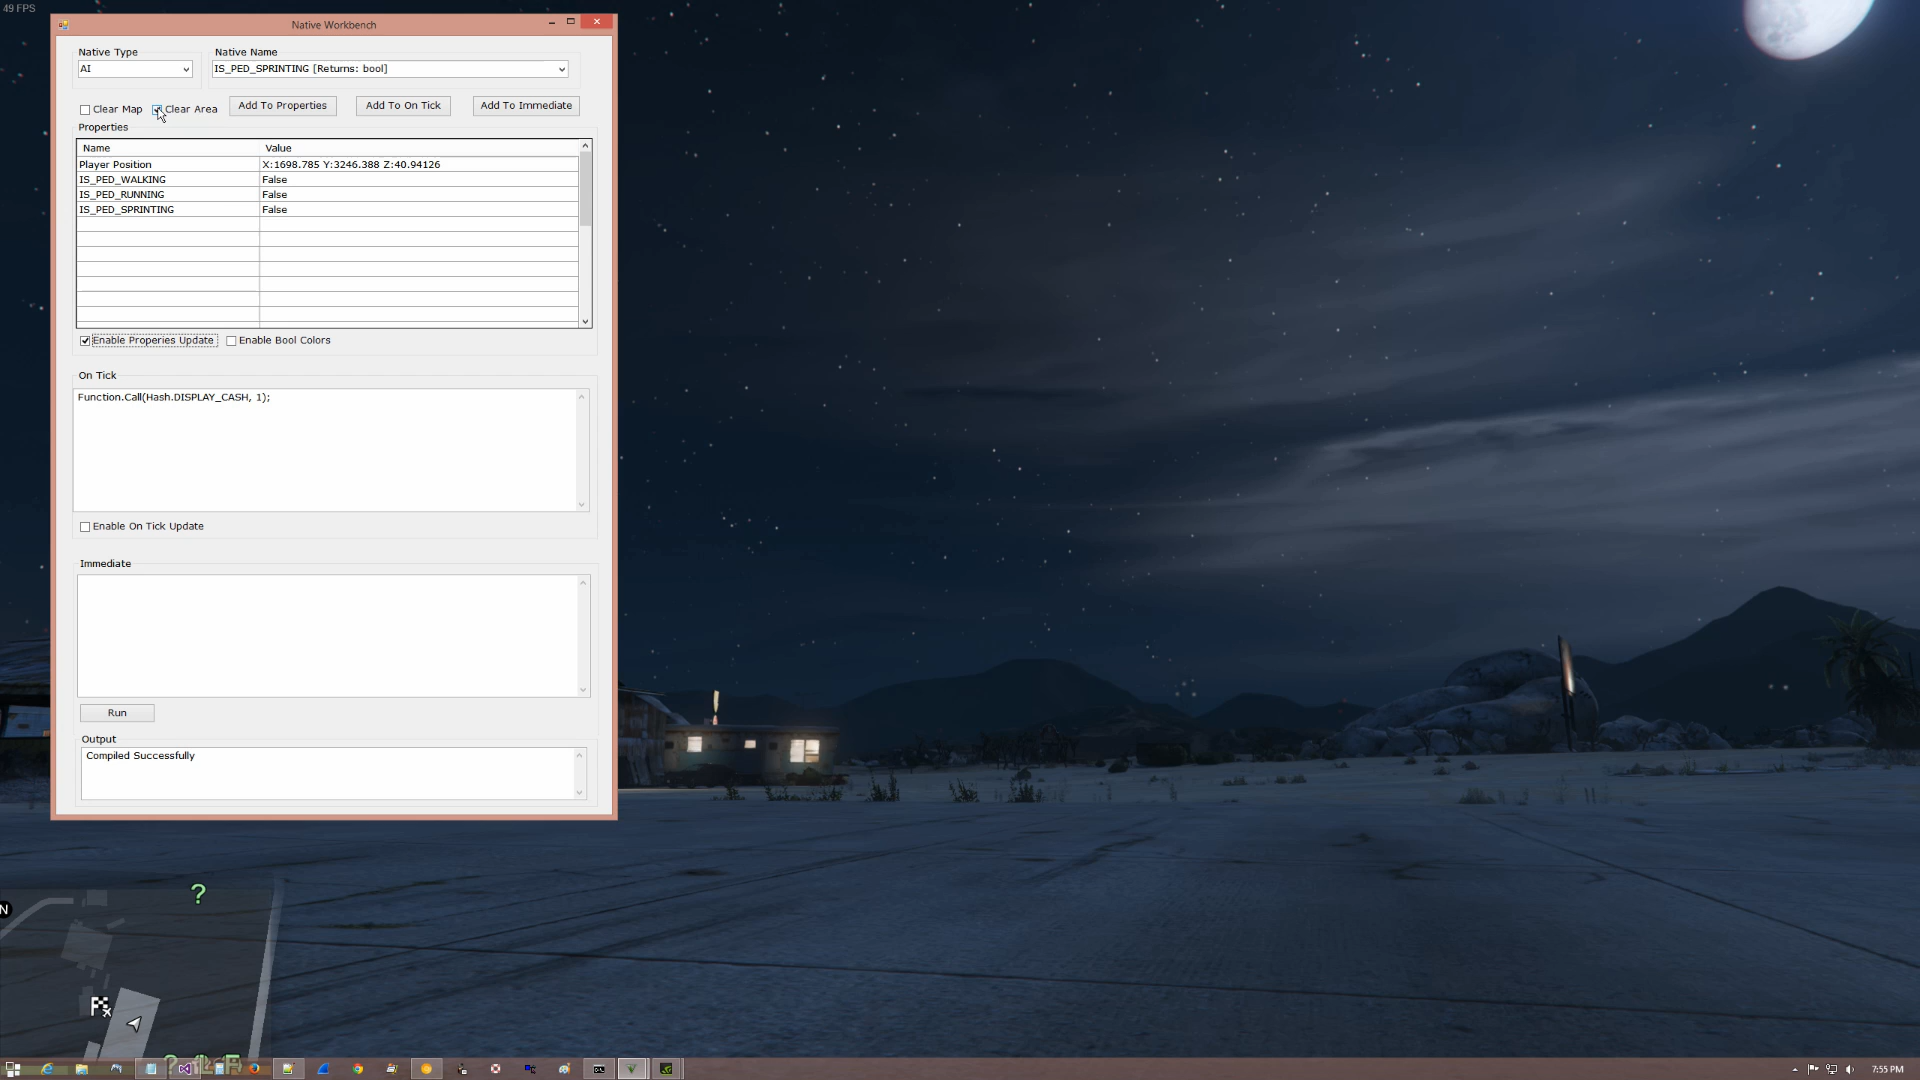 49 FPS
Native Workbench
Native Type
Native Name
AI
IS_PED_SPRINTING [Returns: bool]
Clear Map
Clear Area
Add To Properties
Add To On Tick
Add To Immediate
Properties
Name
Value
Player Position
X:1698.785 Y:3246.388 Z:40.94126
IS_PED_WALKING
False
IS_PED_RUNNING
False
IS_PED_SPRINTING
False
Enable Properies Update
Enable Bool Colors
On Tick
Function.Call(Hash.DISPLAY_CASH, 1);
Enable On Tick Update
Immediate
Run
Output
Compiled Successfully
?
N
7:55 PM